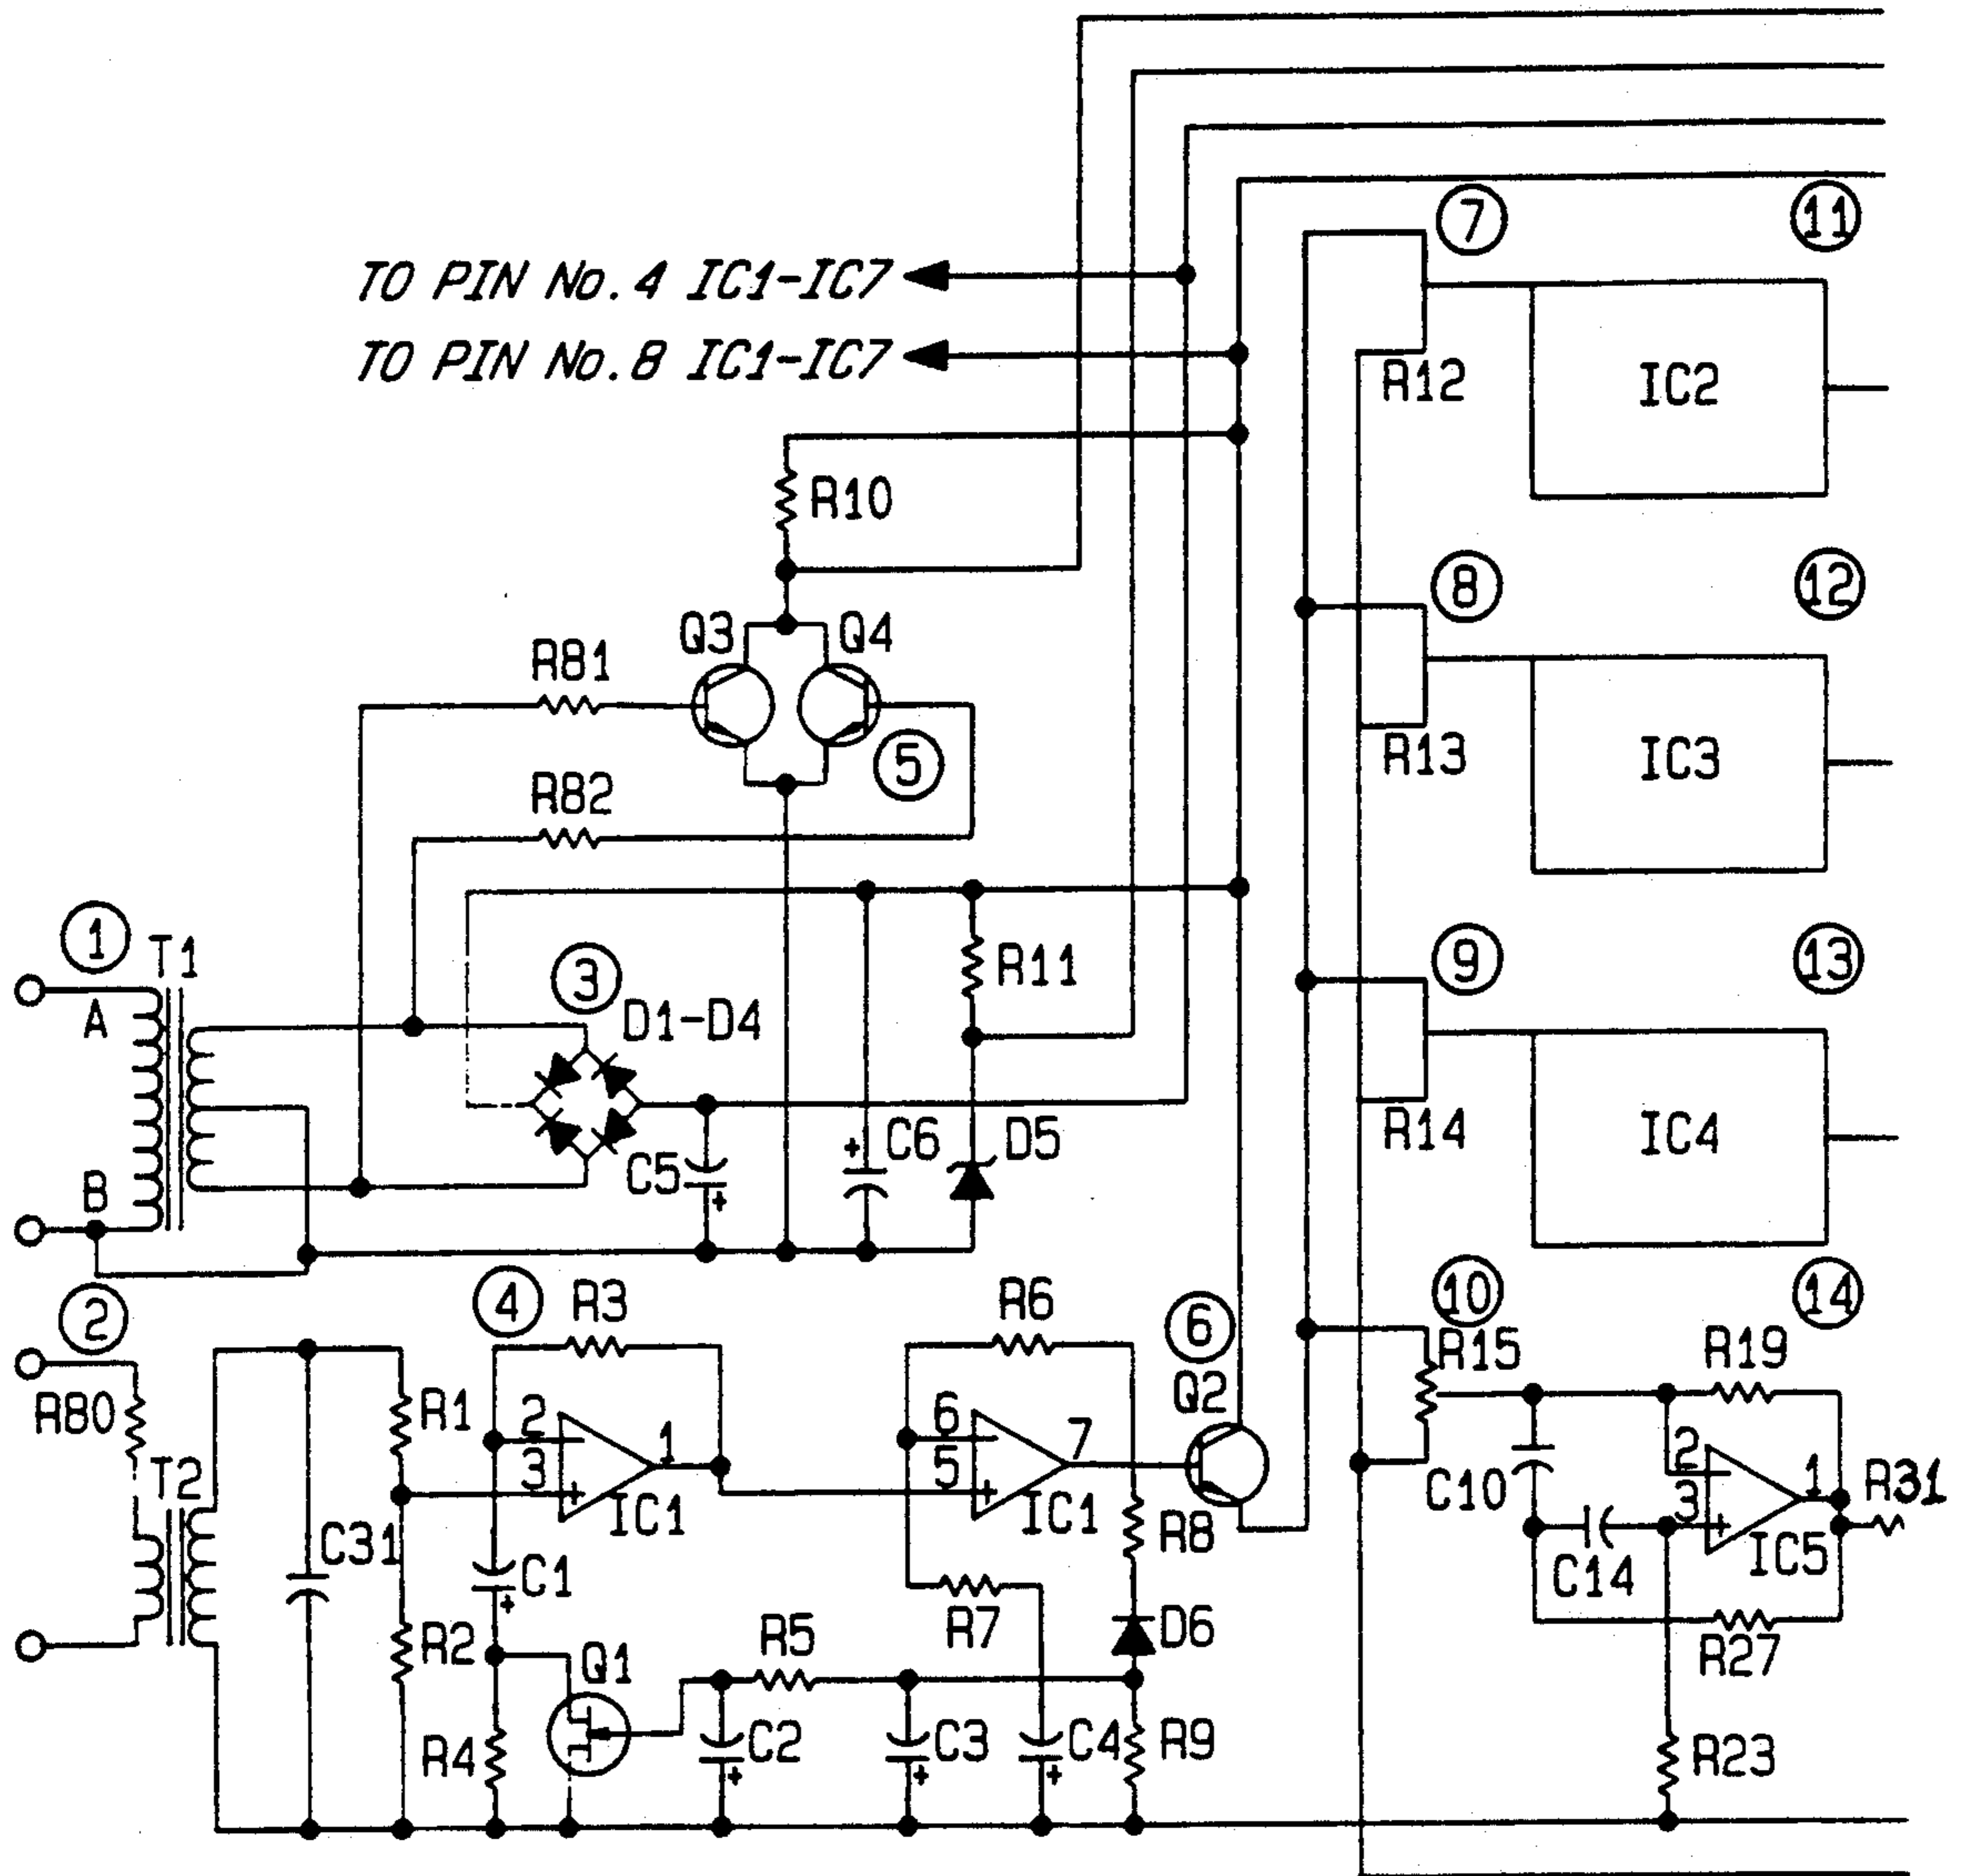 7 11
TO PIN No.4 IC1-IC7
TO PIN No.8 IC1-IC7
R12 IC2
R10
8 12
Q3 Q4
R81
R13 IC3
5
R82
1 T1
3 R11
9 13
A D1-D4
R14 IC4
B C5 + + C6 D5
10 14
2 4 R3 R6 6
R15 R19
R80 R1 Q2
2 1 6 7
3 5
+ +
T2 IC1 IC1
C10 2 1 R31
3 +
C31 R8 C14 IC5
C1 +
R2 R5 R7 D6 R27
Q1
R4 C2 + C3 + C4 + R9 R23